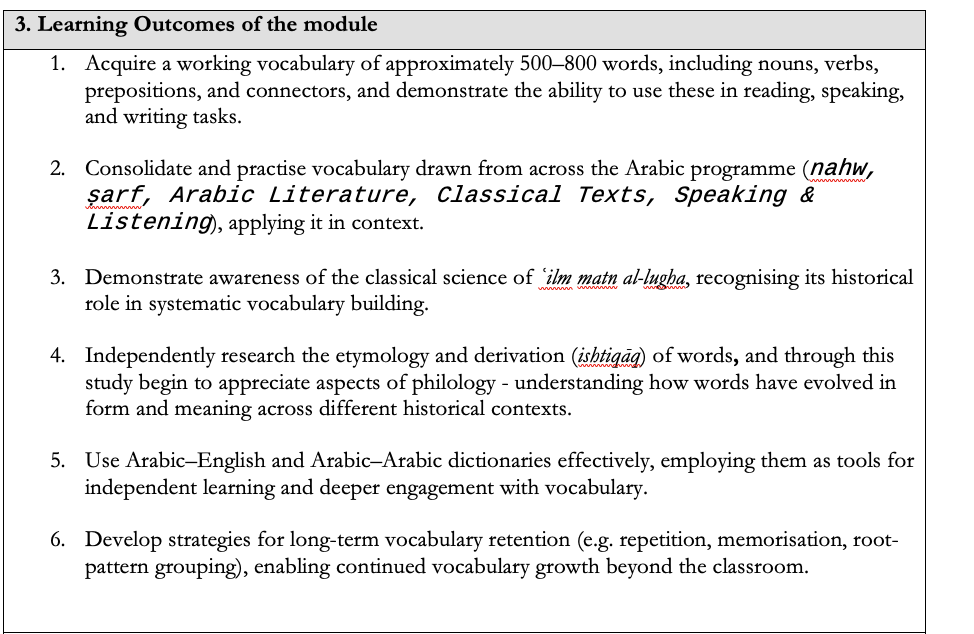 3. Learning Outcomes of the module
1. Acquire a working vocabulary of approximately 500–800 words, including nouns, verbs,
prepositions, and connectors, and demonstrate the ability to use these in reading, speaking,
and writing tasks.
2. Consolidate and practise vocabulary drawn from across the Arabic programme (nahw,
ṣarf, Arabic Literature, Classical Texts, Speaking &
Listening), applying it in context.
3. Demonstrate awareness of the classical science of ʿilm matn al-lugha, recognising its historical
role in systematic vocabulary building.
4. Independently research the etymology and derivation (ishtiqāq) of words, and through this
study begin to appreciate aspects of philology - understanding how words have evolved in
form and meaning across different historical contexts.
5. Use Arabic–English and Arabic–Arabic dictionaries effectively, employing them as tools for
independent learning and deeper engagement with vocabulary.
6. Develop strategies for long-term vocabulary retention (e.g. repetition, memorisation, root-
pattern grouping), enabling continued vocabulary growth beyond the classroom.